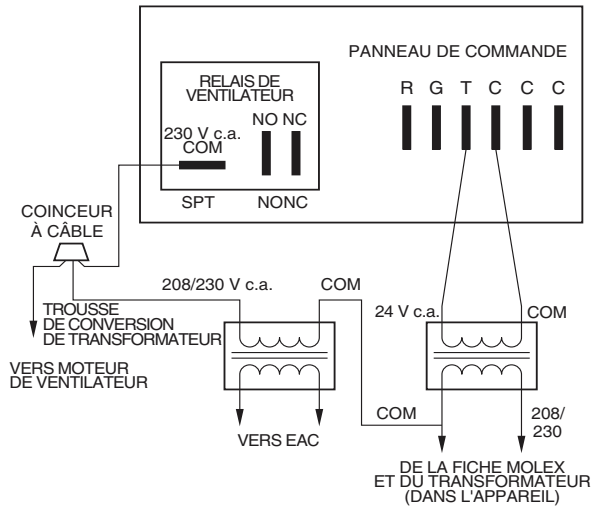 PANNEAU DE COMMANDE
R G T C C C
RELAIS DE
VENTILATEUR
NO NC
230 V c.a.
COM
SPT
NONC
COINCEUR
À CÂBLE
208/230 V c.a.
COM
24 V c.a.
COM
TROUSSE
DE CONVERSION
DE TRANSFORMATEUR
VERS MOTEUR
DE VENTILATEUR
VERS EAC
COM
208/
230
DE LA FICHE MOLEX
ET DU TRANSFORMATEUR
(DANS L'APPAREIL)